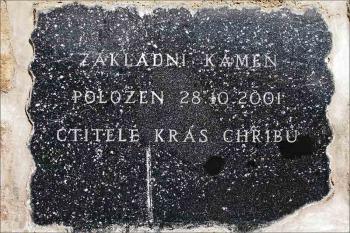 ZÁKLADNÍ KÁMEN
POLOŽEN 28.10.2001
CTITELÉ KRÁS CHŘIBŮ